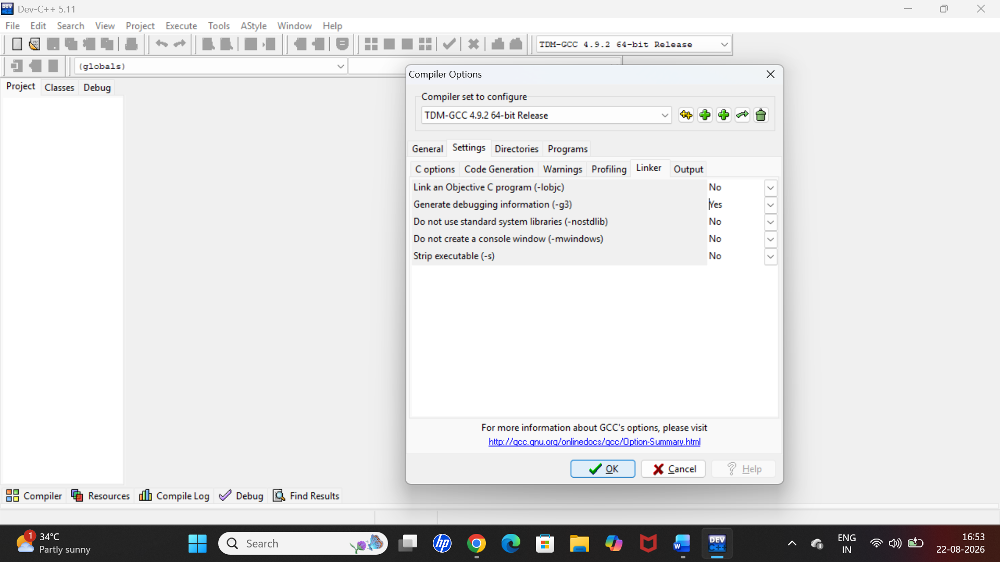 Dev-C++ 5.11
File Edit Search View Project Execute Tools AStyle Window Help
TDM-GCC 4.9.2 64-bit Release
(globals)
Project Classes Debug
Compiler Options
Compiler set to configure
TDM-GCC 4.9.2 64-bit Release
General Settings Directories Programs
C options Code Generation Warnings Profiling Linker Output
Link an Objective C program (-lobjc) No
Generate debugging information (-g3) Yes
Do not use standard system libraries (-nostdlib) No
Do not create a console window (-mwindows) No
Strip executable (-s) No
For more information about GCC's options, please visit
http://gcc.gnu.org/onlinedocs/gcc/Option-Summary.html
OK Cancel ? Help
Compiler Resources Compile Log Debug Find Results
1 34°C
Partly sunny
Search
hp
W
DEV
C++
ENG
IN
16:53
22-08-2026